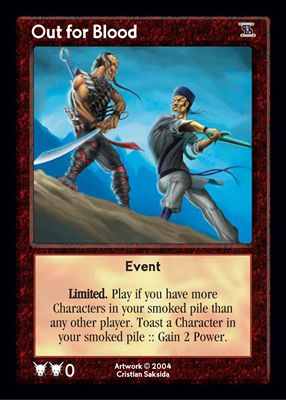 Out for Blood
Event
Limited. Play if you have more
Characters in your smoked pile than
any other player. Toast a Character in
your smoked pile :: Gain 2 Power.
0
Artwork © 2004
Cristian Saksida